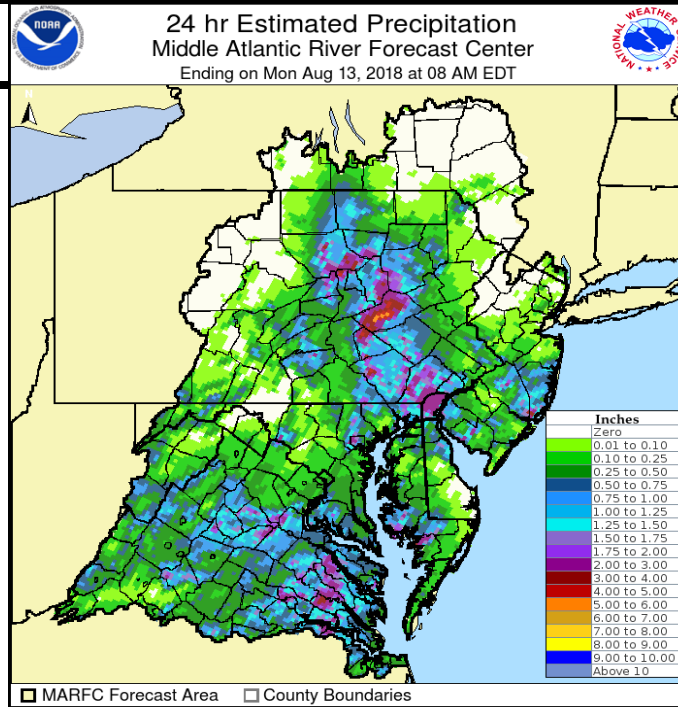 24 hr Estimated Precipitation
Middle Atlantic River Forecast Center
Ending on Mon Aug 13, 2018 at 08 AM EDT
NOAA
NATIONAL WEATHER
N
Inches
Zero
0.01 to 0.10
0.10 to 0.25
0.25 to 0.50
0.50 to 0.75
0.75 to 1.00
1.00 to 1.25
1.25 to 1.50
1.50 to 1.75
1.75 to 2.00
2.00 to 3.00
3.00 to 4.00
4.00 to 5.00
5.00 to 6.00
6.00 to 7.00
7.00 to 8.00
8.00 to 9.00
9.00 to 10.00
Above 10
MARFC Forecast Area County Boundaries